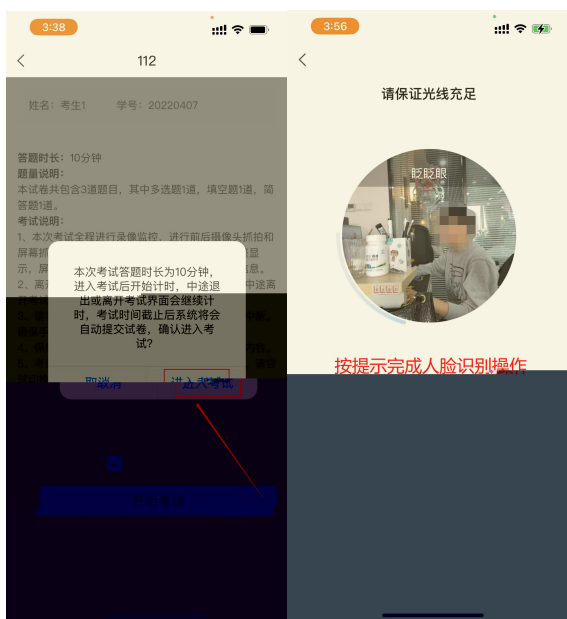 3:38
112
姓名：考生1 学号：20220407
答题时长：10分钟
题量说明：
本试卷共包含3道题目，其中多选题1道，填空题1道，简
答题1道。
考试说明：
1、本次考试全程进行录像监控，进行前后摄像头抓拍和
本次考试答题时长为10分钟，
进入考试后开始计时，中途退
出或离开考试界面会继续计
时，考试时间截止后系统将会
自动提交试卷，确认进入考
试？
取消 进入考试
3:56
请保证光线充足
眨眨眼
按提示完成人脸识别操作